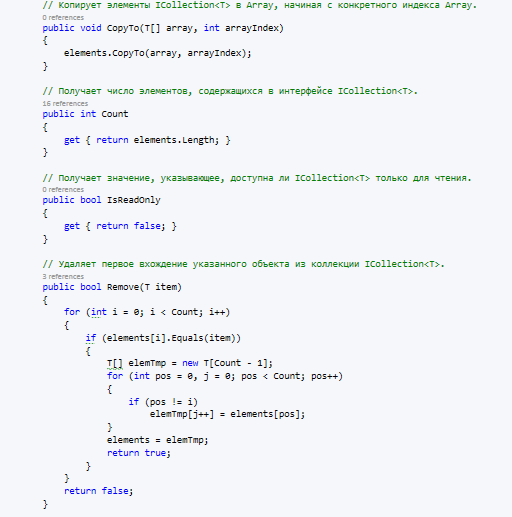 // Копирует элементы ICollection<T> в Array, начиная с конкретного индекса Array.
0 references
public void CopyTo(T[] array, int arrayIndex)
{
    elements.CopyTo(array, arrayIndex);
}
// Получает число элементов, содержащихся в интерфейсе ICollection<T>.
16 references
public int Count
{
    get { return elements.Length; }
}
// Получает значение, указывающее, доступна ли ICollection<T> только для чтения.
0 references
public bool IsReadOnly
{
    get { return false; }
}
// Удаляет первое вхождение указанного объекта из коллекции ICollection<T>.
3 references
public bool Remove(T item)
{
    for (int i = 0; i < Count; i++)
    {
        if (elements[i].Equals(item))
        {
            T[] elemTmp = new T[Count - 1];
            for (int pos = 0, j = 0; pos < Count; pos++)
            {
                if (pos != i)
                    elemTmp[j++] = elements[pos];
            }
            elements = elemTmp;
            return true;
        }
    }
    return false;
}